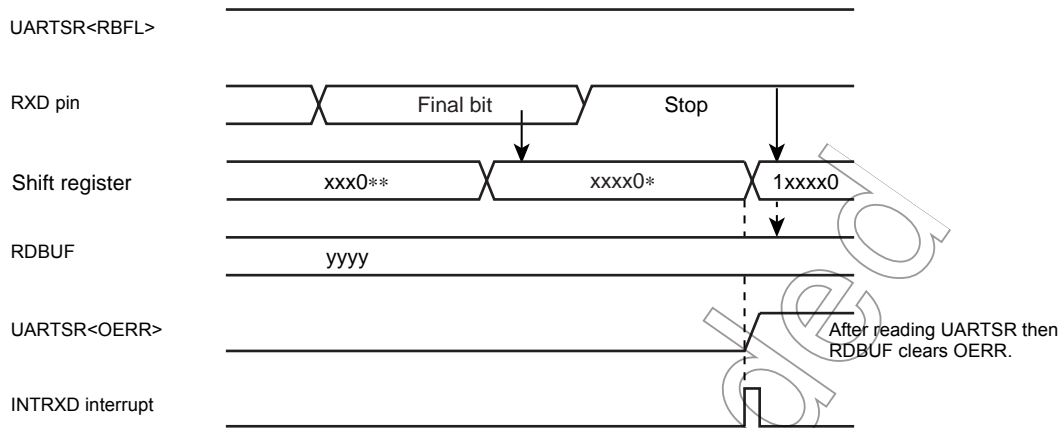 UARTSR<RBFL>
RXD pin
Final bit
Stop
Shift register
xxx0**
xxxx0*
1xxxx0
RDBUF
yyyy
UARTSR<OERR>
After reading UARTSR then
RDBUF clears OERR.
INTRXD interrupt
ded